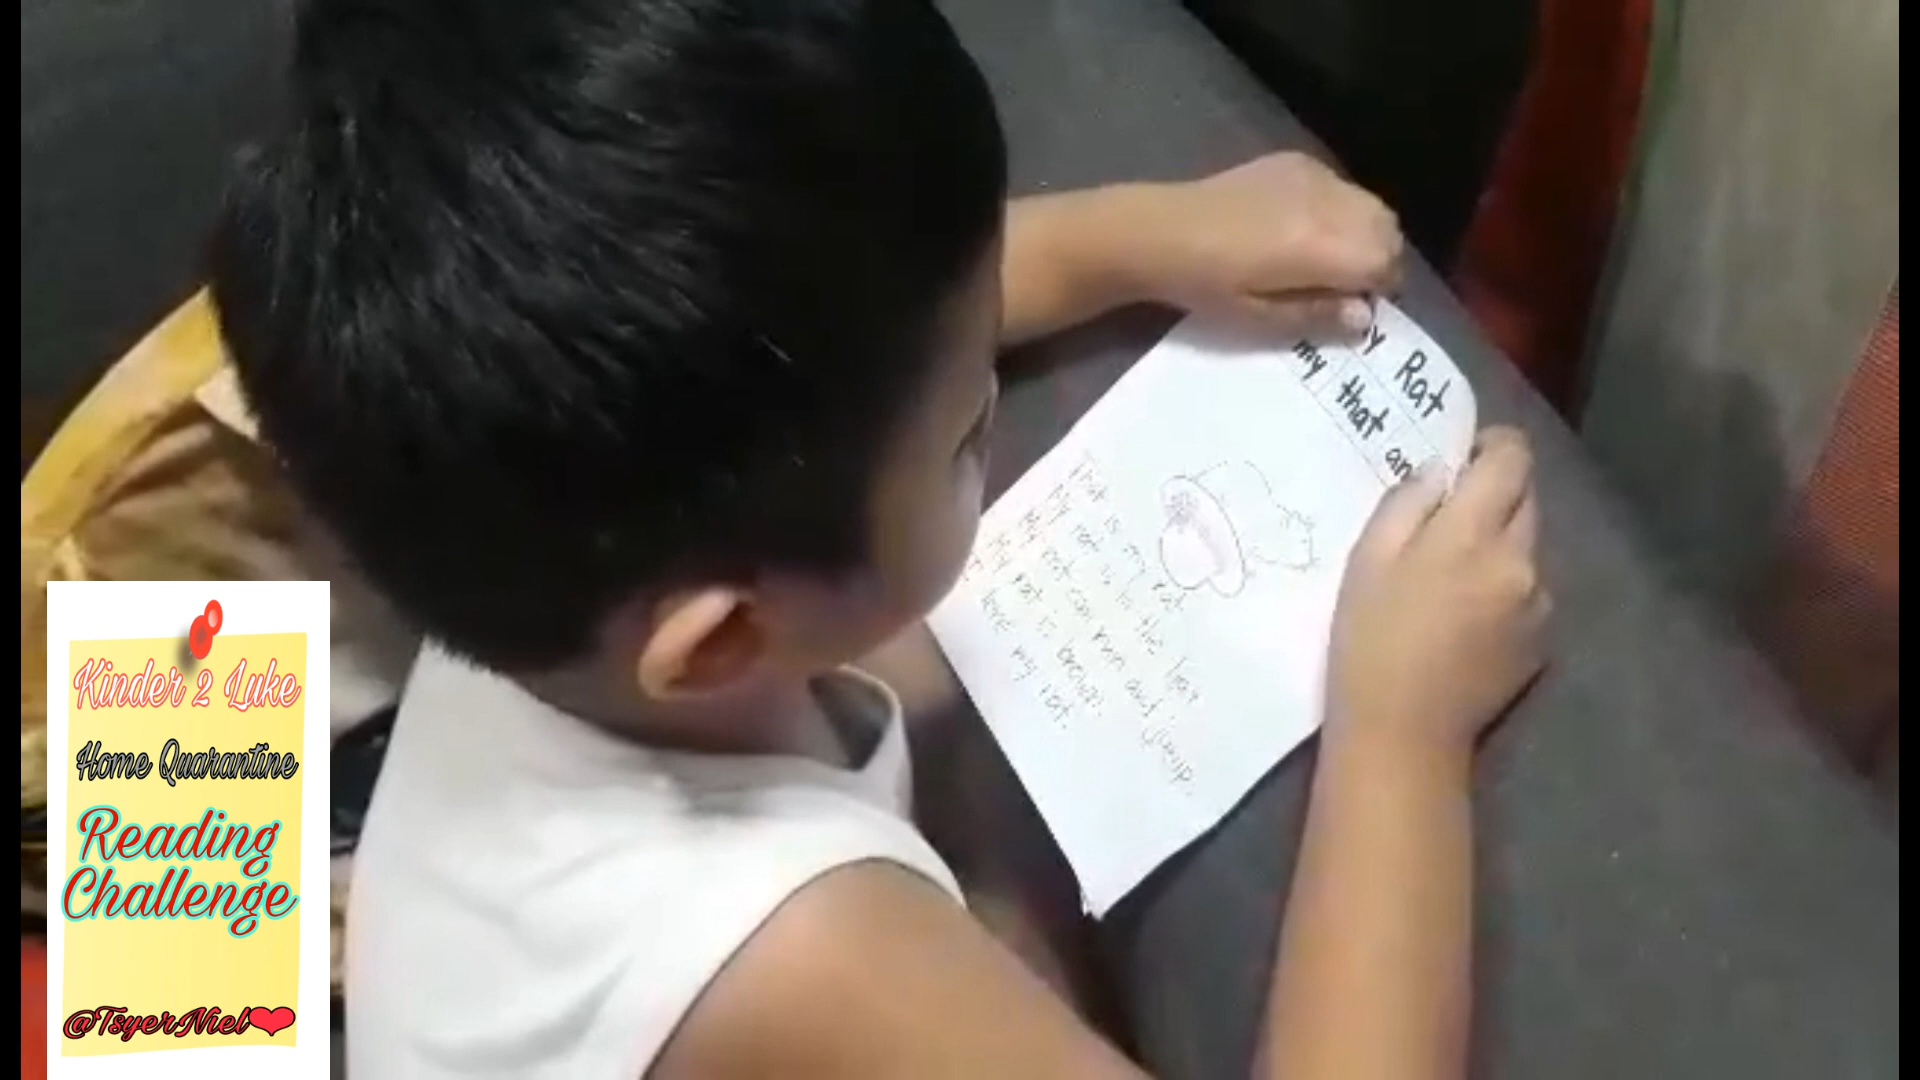 Kinder 2 Luke
Home Quarantine
Reading
Challenge
@TsyerNiel
y Rat
my that an
That is my rat
My rat is in the hat
My rat can run and jump.
My rat is brown.
love my rat.